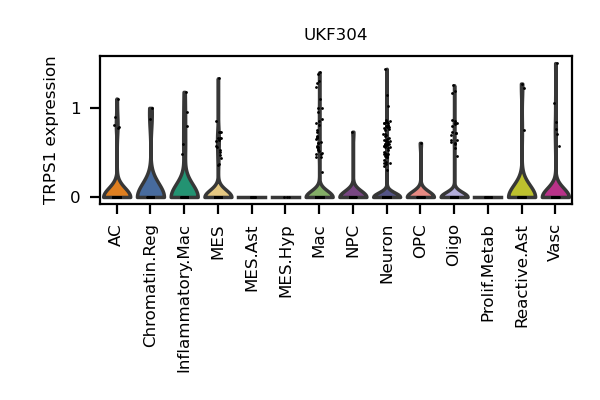 UKF304
TRPS1 expression
1
0
AC
Chromatin.Reg
Inflammatory.Mac
MES
MES.Ast
MES.Hyp
Mac
NPC
Neuron
OPC
Oligo
Prolif.Metab
Reactive.Ast
Vasc